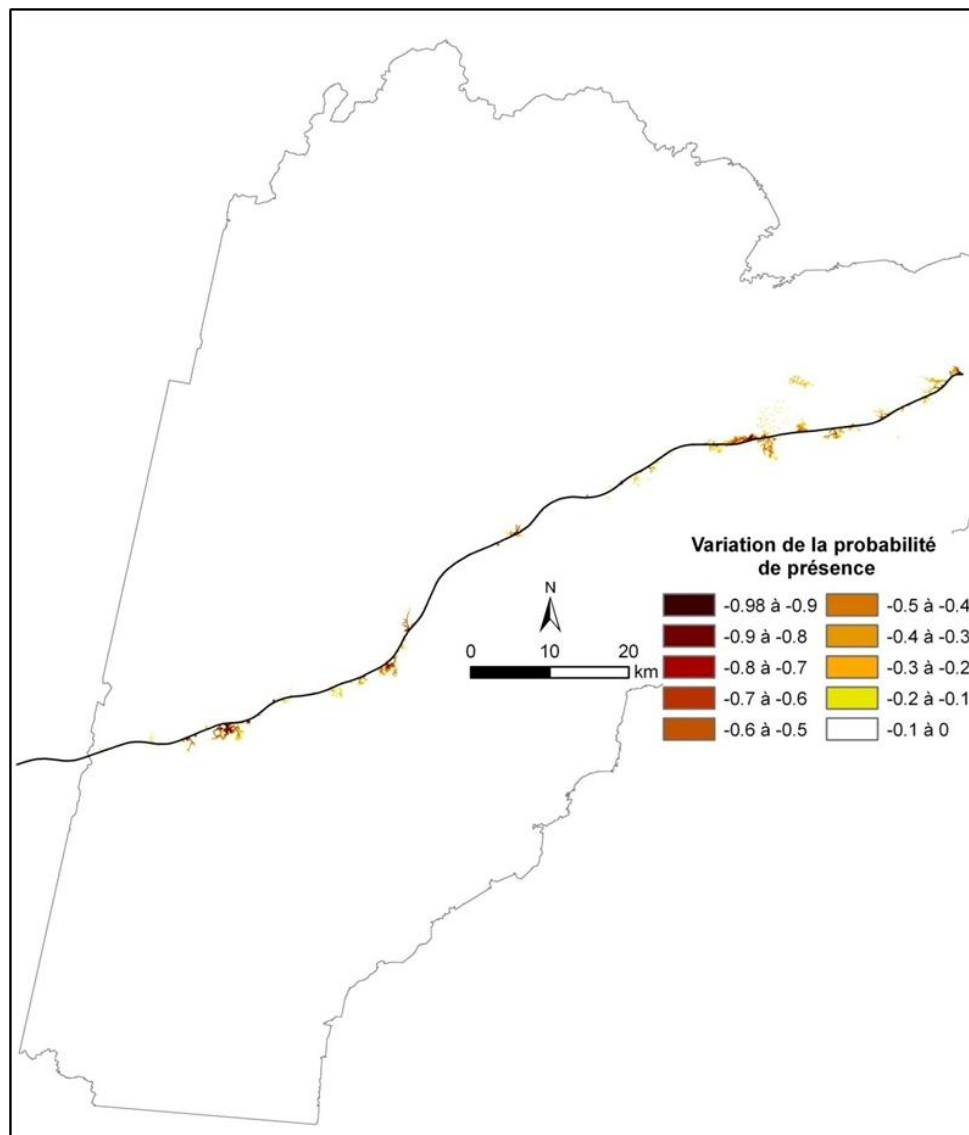 Variation de la probabilité
de présence
N
0 10 20
km
-0.98 à -0.9
-0.9 à -0.8
-0.8 à -0.7
-0.7 à -0.6
-0.6 à -0.5
-0.5 à -0.4
-0.4 à -0.3
-0.3 à -0.2
-0.2 à -0.1
-0.1 à 0